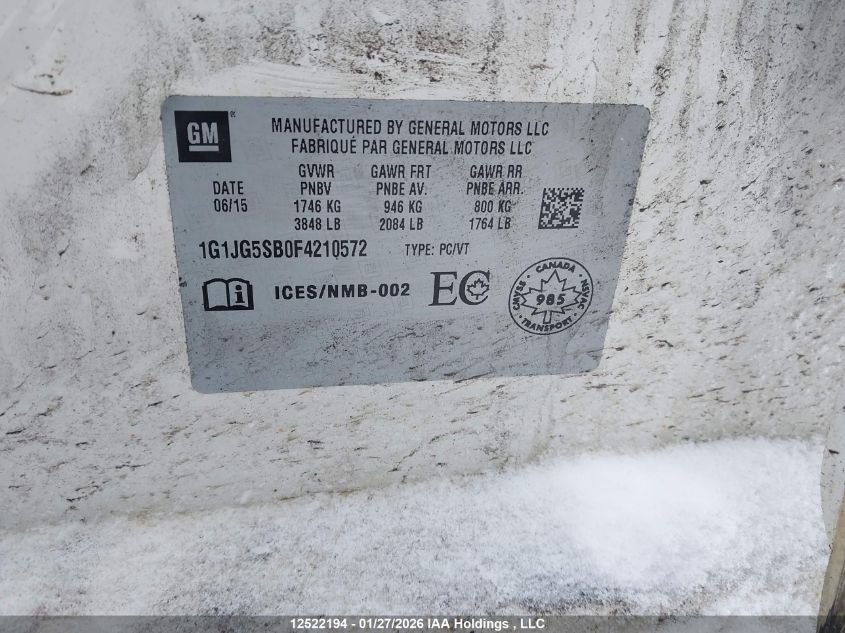 GM ®
MANUFACTURED BY GENERAL MOTORS LLC
FABRIQUÉ PAR GENERAL MOTORS LLC
GVWR GAWR FRT GAWR RR
DATE PNBV PNBE AV. PNBE ARR.
06/15 1746 KG 946 KG 800 KG
3848 LB 2084 LB 1764 LB
1G1JG5SB0F4210572 TYPE: PC/VT
ICES/NMB-002 EC
CANADA
CMVSS 985 NSVAC
TRANSPORT
12522194 - 01/27/2026 IAA Holdings, LLC